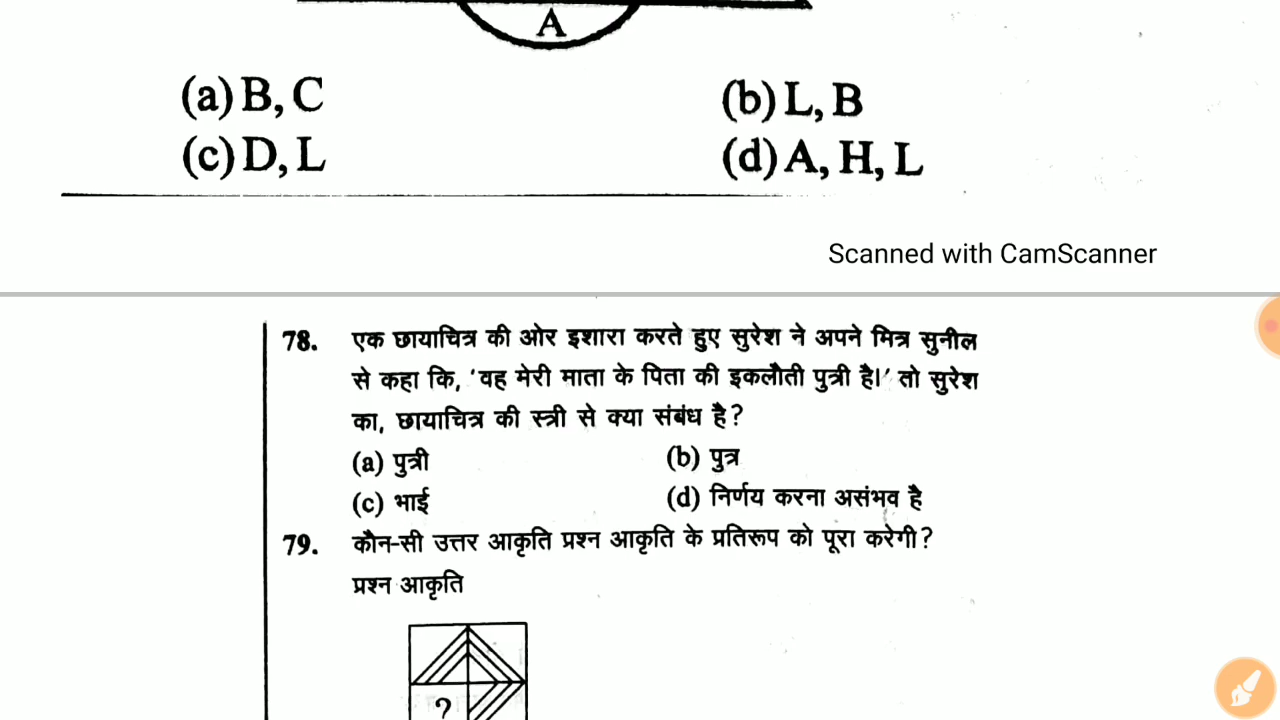 A
(a) B, C
(b) L, B
(c) D, L
(d) A, H, L
Scanned with CamScanner
78. एक छायाचित्र की ओर इशारा करते हुए सुरेश ने अपने मित्र सुनील
से कहा कि, ‘वह मेरी माता के पिता की इकलौती पुत्री है।’ तो सुरेश
का, छायाचित्र की स्त्री से क्या संबंध है?
(a) पुत्री
(b) पुत्र
(c) भाई
(d) निर्णय करना असंभव है
79. कौन-सी उत्तर आकृति प्रश्न आकृति के प्रतिरूप को पूरा करेगी?
प्रश्न आकृति
?